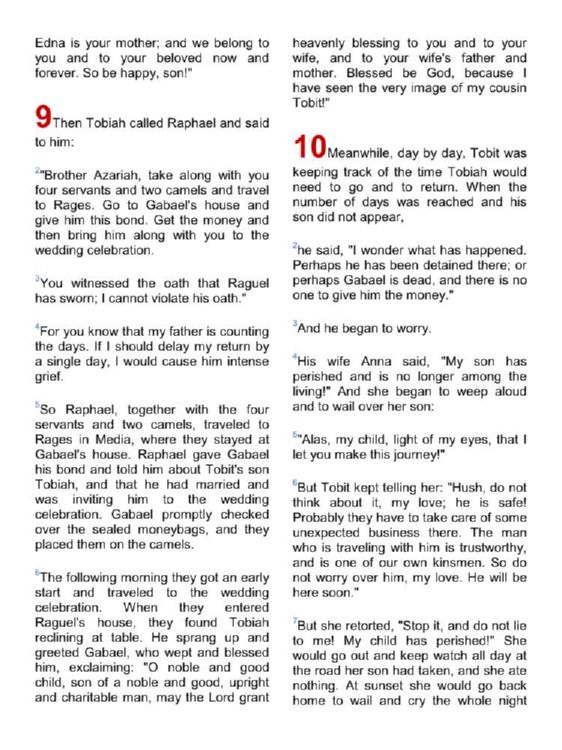 Edna is your mother; and we belong to
you and to your beloved now and
forever. So be happy, son!"
9Then Tobiah called Raphael and said
to him:
2"Brother Azariah, take along with you
four servants and two camels and travel
to Rages. Go to Gabael's house and
give him this bond. Get the money and
then bring him along with you to the
wedding celebration.
3You witnessed the oath that Raguel
has sworn; I cannot violate his oath."
4For you know that my father is counting
the days. If I should delay my return by
a single day, I would cause him intense
grief.
5So Raphael, together with the four
servants and two camels, traveled to
Rages in Media, where they stayed at
Gabael's house. Raphael gave Gabael
his bond and told him about Tobit's son
Tobiah, and that he had married and
was inviting him to the wedding
celebration. Gabael promptly checked
over the sealed moneybags, and they
placed them on the camels.
6The following morning they got an early
start and traveled to the wedding
celebration. When they entered
Raguel's house, they found Tobiah
reclining at table. He sprang up and
greeted Gabael, who wept and blessed
him, exclaiming: "O noble and good
child, son of a noble and good, upright
and charitable man, may the Lord grant
heavenly blessing to you and to your
wife, and to your wife's father and
mother. Blessed be God, because I
have seen the very image of my cousin
Tobit!"
10Meanwhile, day by day, Tobit was
keeping track of the time Tobiah would
need to go and to return. When the
number of days was reached and his
son did not appear,
2he said, "I wonder what has happened.
Perhaps he has been detained there; or
perhaps Gabael is dead, and there is no
one to give him the money."
3And he began to worry.
4His wife Anna said, "My son has
perished and is no longer among the
living!" And she began to weep aloud
and to wail over her son:
5"Alas, my child, light of my eyes, that I
let you make this journey!"
6But Tobit kept telling her: "Hush, do not
think about it, my love; he is safe!
Probably they have to take care of some
unexpected business there. The man
who is traveling with him is trustworthy,
and is one of our own kinsmen. So do
not worry over him, my love. He will be
here soon."
7But she retorted, "Stop it, and do not lie
to me! My child has perished!" She
would go out and keep watch all day at
the road her son had taken, and she ate
nothing. At sunset she would go back
home to wail and cry the whole night